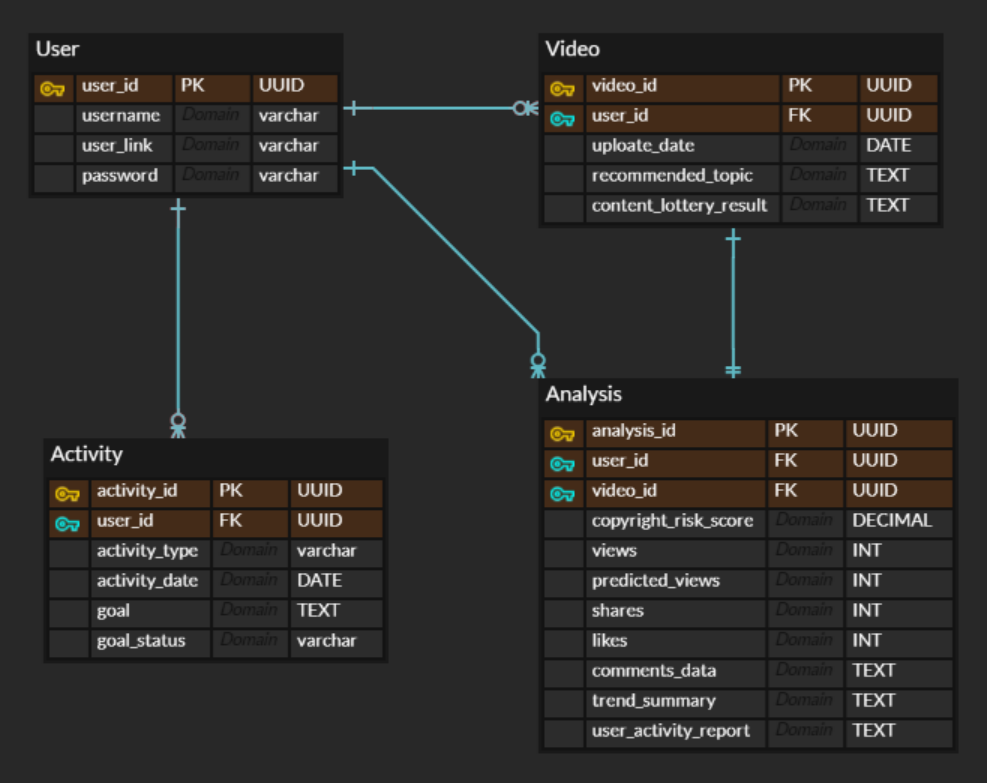 User
user_id PK UUID
username Domain varchar
user_link Domain varchar
password Domain varchar
Video
video_id PK UUID
user_id FK UUID
uploate_date Domain DATE
recommended_topic Domain TEXT
content_lottery_result Domain TEXT
Activity
activity_id PK UUID
user_id FK UUID
activity_type Domain varchar
activity_date Domain DATE
goal Domain TEXT
goal_status Domain varchar
Analysis
analysis_id PK UUID
user_id FK UUID
video_id FK UUID
copyright_risk_score Domain DECIMAL
views Domain INT
predicted_views Domain INT
shares Domain INT
likes Domain INT
comments_data Domain TEXT
trend_summary Domain TEXT
user_activity_report Domain TEXT